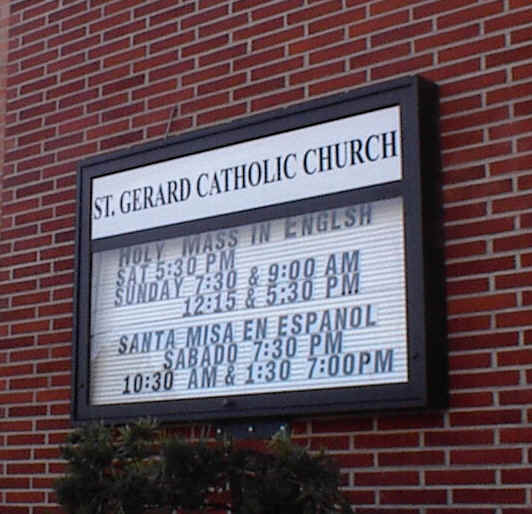 ST. GERARD CATHOLIC CHURCH
HOLY MASS IN ENGLSH
SAT 5:30 PM
SUNDAY 7:30 & 9:00 AM
12:15 & 5:30 PM
SANTA MISA EN ESPANOL
SABADO 7:30 PM
10:30 AM & 1:30 7:00PM